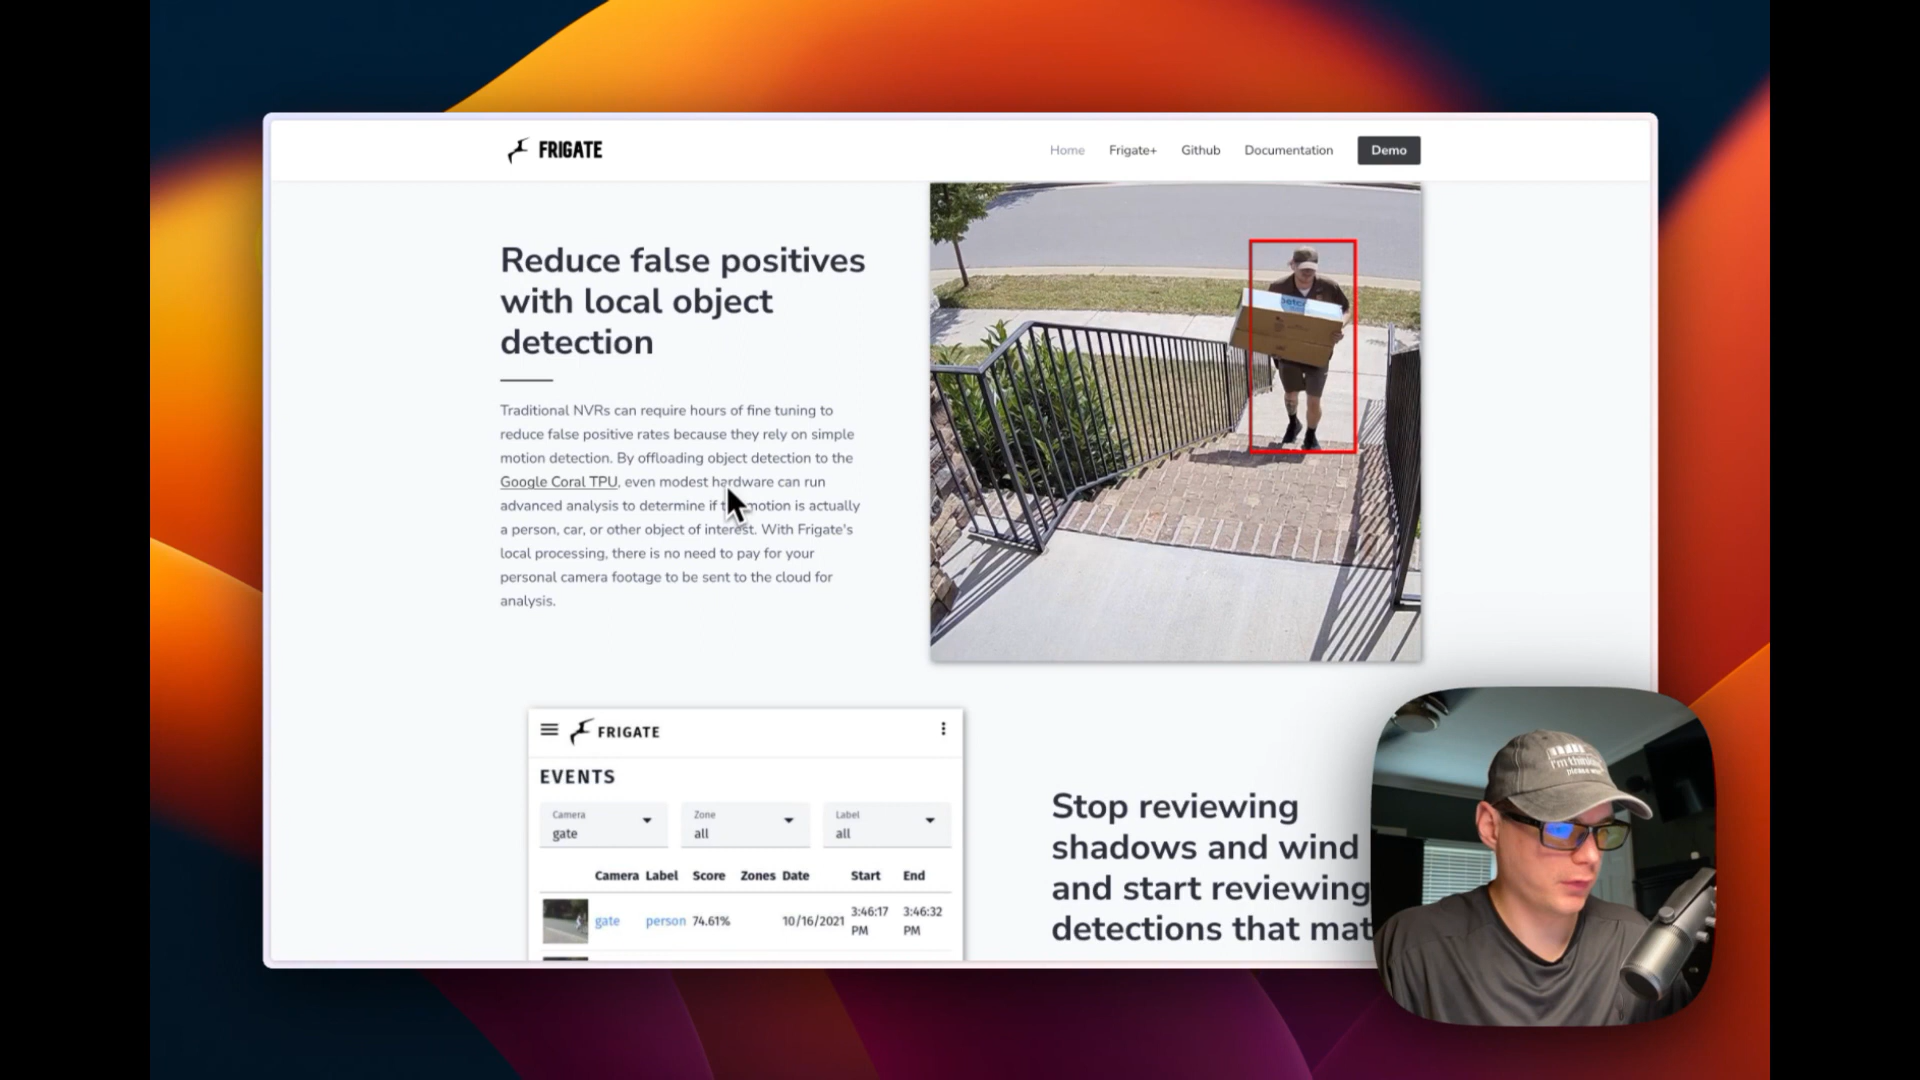 FRIGATE
Home Frigate+ Github Documentation Demo
Reduce false positives
with local object
detection
Traditional NVRs can require hours of fine tuning to
reduce false positive rates because they rely on simple
motion detection. By offloading object detection to the
Google Coral TPU, even modest hardware can run
advanced analysis to determine if motion is actually
a person, car, or other object of interest. With Frigate's
local processing, there is no need to pay for your
personal camera footage to be sent to the cloud for
analysis.
FRIGATE
EVENTS
Camera Zone Label
gate all all
Camera Label Score Zones Date Start End
gate person 74.61% 10/16/2021 3:46:17 PM 3:46:32 PM
Stop reviewing
shadows and wind
and start reviewing
detections that mat
I'm thinking
please